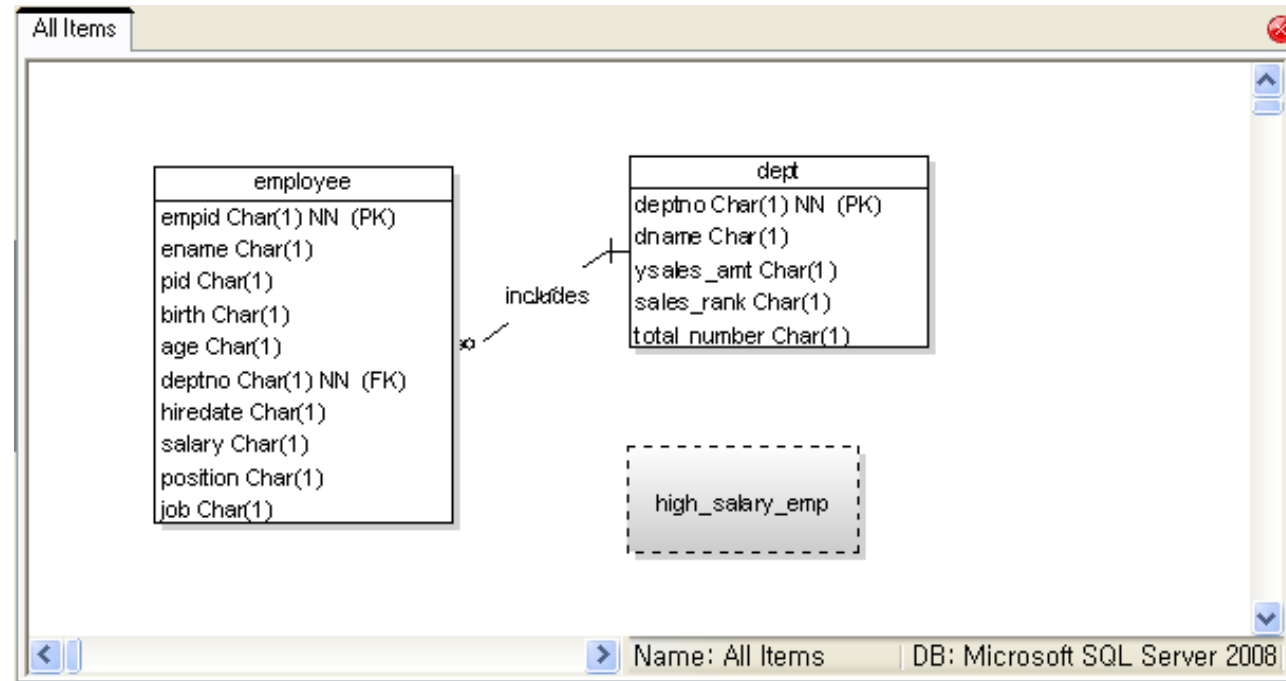 All Items
employee
empid Char(1) NN (PK)
ename Char(1)
pid Char(1)
birth Char(1)
age Char(1)
deptno Char(1) NN (FK)
hiredate Char(1)
salary Char(1)
position Char(1)
job Char(1)
includes
dept
deptno Char(1) NN (PK)
dname Char(1)
ysales_amt Char(1)
sales_rank Char(1)
total_number Char(1)
high_salary_emp
Name: All Items
DB: Microsoft SQL Server 2008